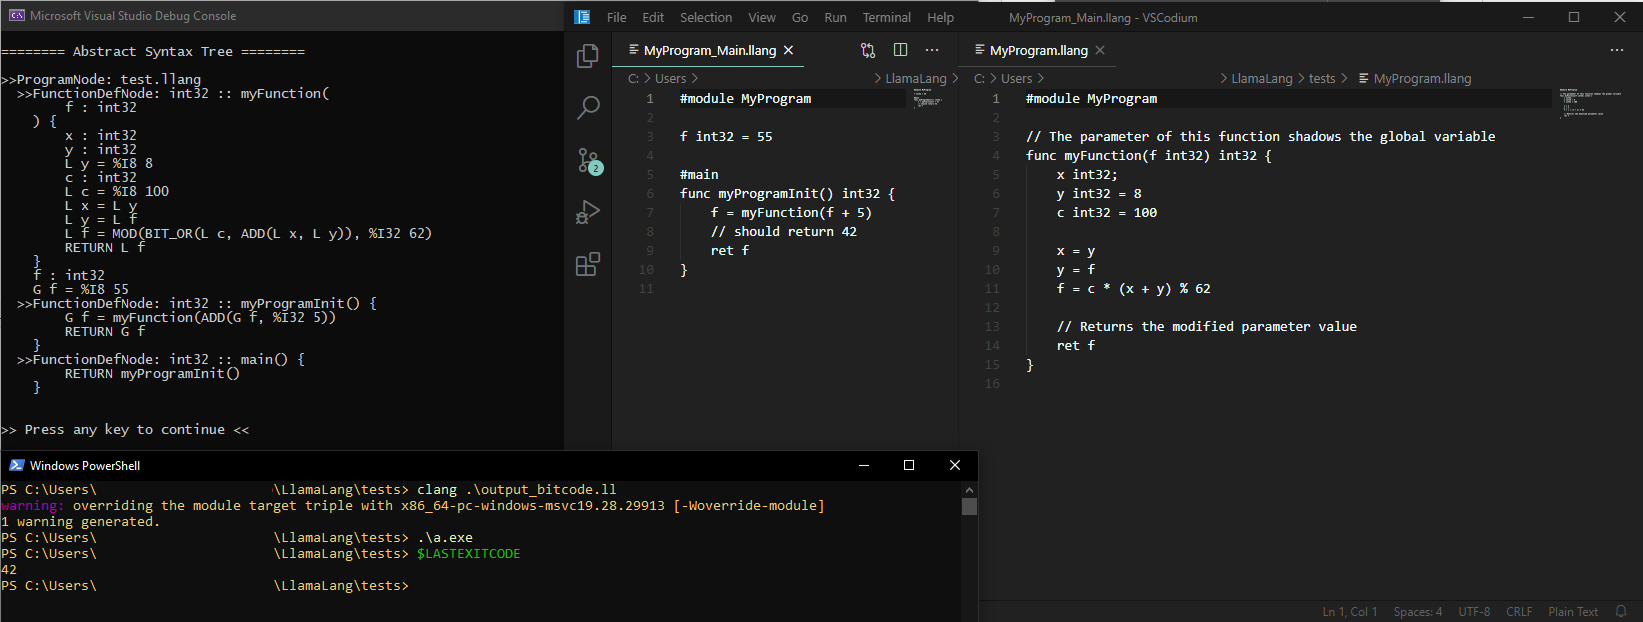 Microsoft Visual Studio Debug Console
======== Abstract Syntax Tree ========
>>ProgramNode: test.llang
>>FunctionDefNode: int32 :: myFunction(
f : int32
) {
x : int32
y : int32
L y = %I8 8
c : int32
L c = %I8 100
L x = L y
L y = L f
L f = MOD(BIT_OR(L c, ADD(L x, L y)), %I32 62)
RETURN L f
}
f : int32
G f = %I8 55
>>FunctionDefNode: int32 :: myProgramInit() {
G f = myFunction(ADD(G f, %I32 5))
RETURN G f
}
>>FunctionDefNode: int32 :: main() {
RETURN myProgramInit()
}
>> Press any key to continue <<
File Edit Selection View Go Run Terminal Help
MyProgram_Main.llang - VSCodium
2
MyProgram_Main.llang
C: > Users > > LlamaLang >
1 #module MyProgram
2
3 f int32 = 55
4
5 #main
6 func myProgramInit() int32 {
7 f = myFunction(f + 5)
8 // should return 42
9 ret f
10 }
11
MyProgram.llang
C: > Users > > LlamaLang > tests > MyProgram.llang
1 #module MyProgram
2
3 // The parameter of this function shadows the global variable
4 func myFunction(f int32) int32 {
5 x int32;
6 y int32 = 8
7 c int32 = 100
8
9 x = y
10 y = f
11 f = c * (x + y) % 62
12
13 // Returns the modified parameter value
14 ret f
15 }
16
Windows PowerShell
PS C:\Users\ \LlamaLang\tests> clang .\output_bitcode.ll
warning: overriding the module target triple with x86_64-pc-windows-msvc19.28.29913 [-Woverride-module]
1 warning generated.
PS C:\Users\ \LlamaLang\tests> .\a.exe
PS C:\Users\ \LlamaLang\tests> $LASTEXITCODE
42
PS C:\Users\ \LlamaLang\tests>
Ln 1, Col 1 Spaces: 4 UTF-8 CRLF Plain Text